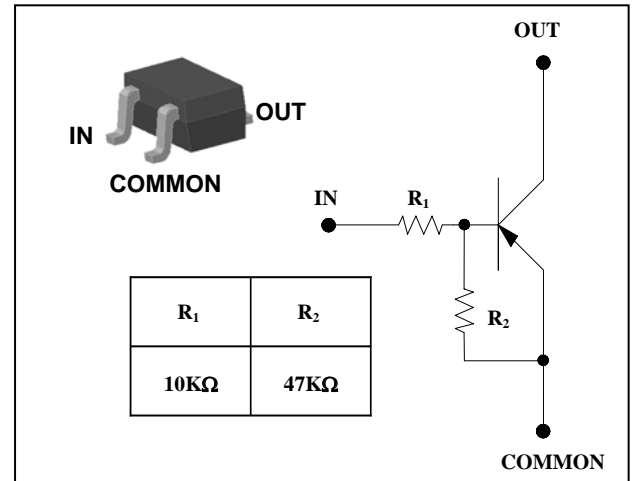 OUT
OUT
IN
COMMON
IN
R₁
R₂
R₁ R₂
10KΩ 47KΩ
COMMON